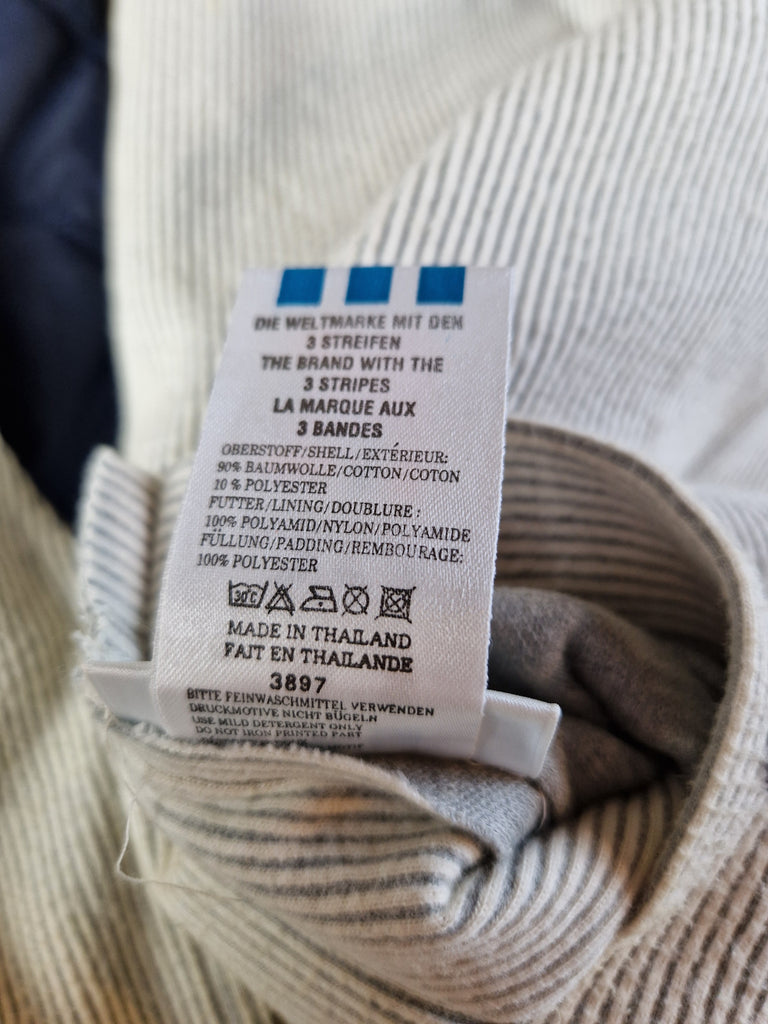 DIE WELTMARKE MIT DEN
3 STREIFEN
THE BRAND WITH THE
3 STRIPES
LA MARQUE AUX
3 BANDES
OBERSTOFF/SHELL/EXTÉRIEUR:
90% BAUMWOLLE/COTTON/COTON
10 % POLYESTER
FUTTER/LINING/DOUBLURE :
100% POLYAMID/NYLON/POLYAMIDE
FÜLLUNG/PADDING/REMBOURAGE:
100% POLYESTER
30°C
MADE IN THAILAND
FAIT EN THAILANDE
3897
BITTE FEINWASCHMITTEL VERWENDEN
DRUCKMOTIVE NICHT BÜGELN
USE MILD DETERGENT ONLY
DO NOT IRON PRINTED PART